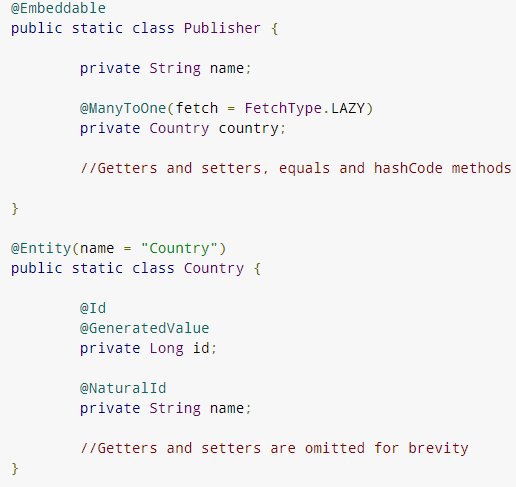 @Embeddable
public static class Publisher {
private String name;
@ManyToOne(fetch = FetchType.LAZY)
private Country country;
//Getters and setters, equals and hashCode methods
}
@Entity(name = "Country")
public static class Country {
@Id
@GeneratedValue
private Long id;
@NaturalId
private String name;
//Getters and setters are omitted for brevity
}